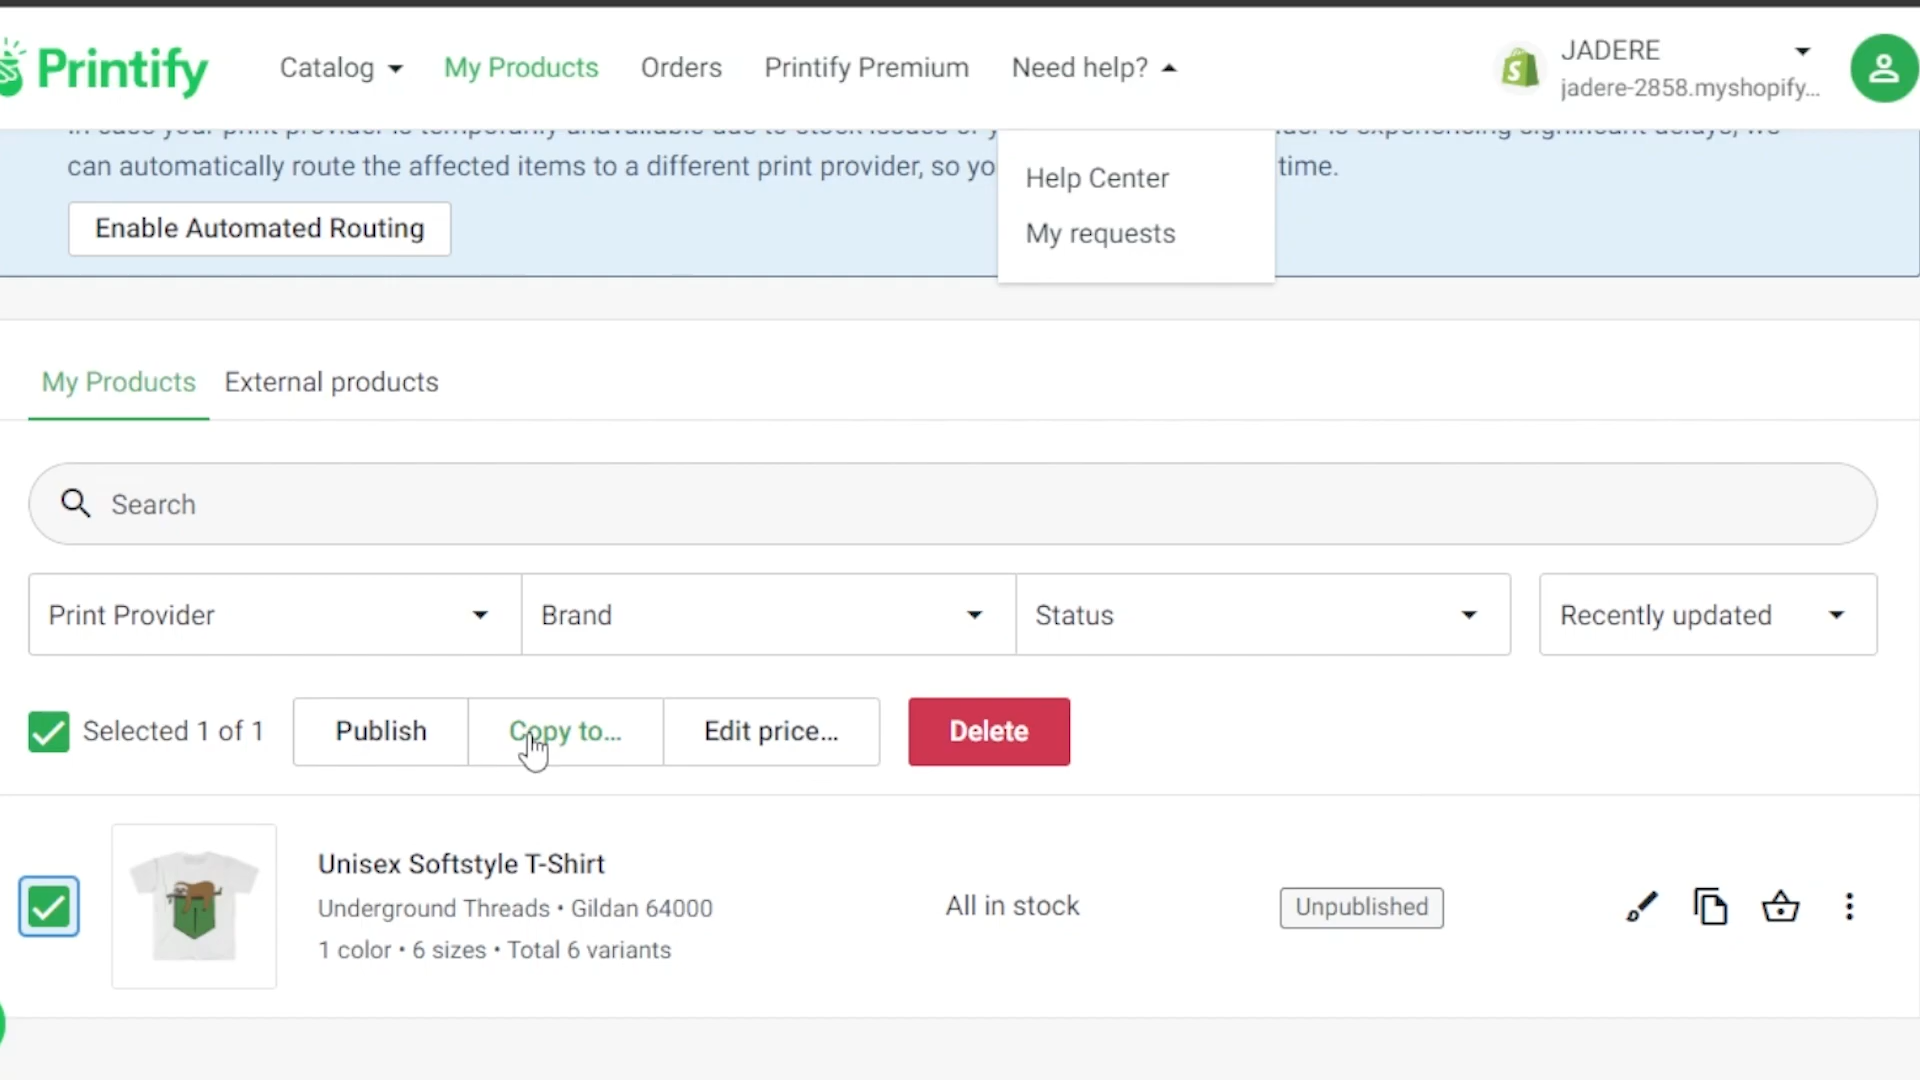 Printify
Catalog
My Products
Orders
Printify Premium
Need help?
JADERE
jadere-2858.myshopify...
can automatically route the affected items to a different print provider, so yo
time.
Help Center
My requests
Enable Automated Routing
My Products
External products
Search
Print Provider
Brand
Status
Recently updated
Selected 1 of 1
Publish
Copy to...
Edit price...
Delete
Unisex Softstyle T-Shirt
Underground Threads • Gildan 64000
1 color • 6 sizes • Total 6 variants
All in stock
Unpublished